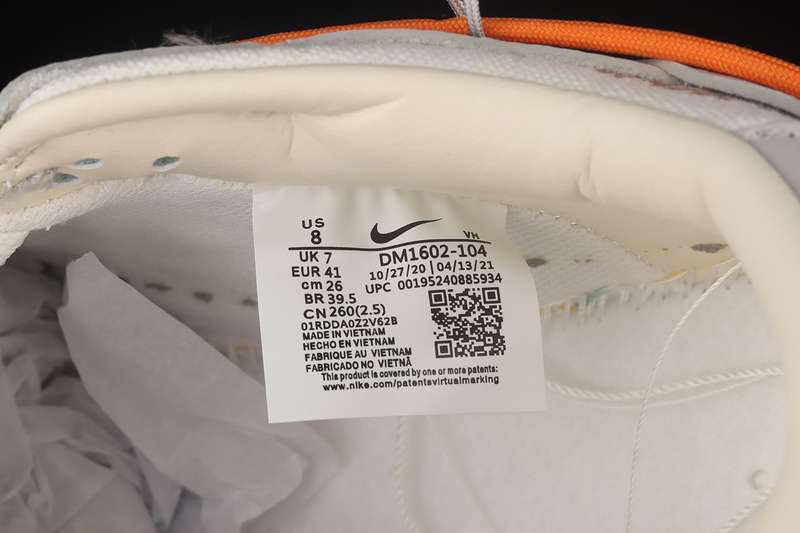 US
8
VN
UK 7
EUR 41
cm 26
BR 39.5
CN 260(2.5)
DM1602-104
10/27/20 | 04/13/21
UPC 00195240885934
01RDDA0Z2V62B
MADE IN VIETNAM
HECHO EN VIETNAM
FABRIQUE AU VIETNAM
FABRICADO NO VIETNÃ
This product is covered by one or more patents:
www.nike.com/patentsvirtualmarking